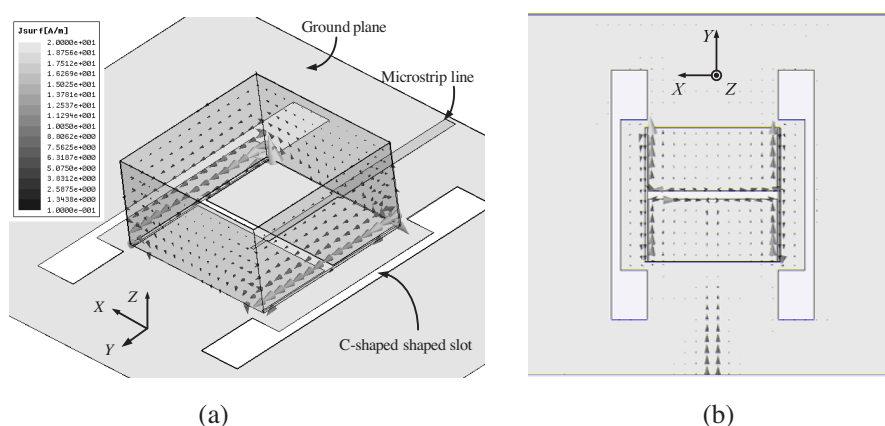 Jsurf[A/m]
2.0000e+001
1.8756e+001
1.7512e+001
1.6269e+001
1.5025e+001
1.3781e+001
1.2537e+001
1.1294e+001
1.0050e+001
8.8062e+000
7.5625e+000
6.3187e+000
5.0750e+000
3.8312e+000
2.5875e+000
1.3438e+000
1.0000e-001
Ground plane
Microstrip line
Z
X
Y
C-shaped shaped slot
(a)
Y
X
Z
(b)